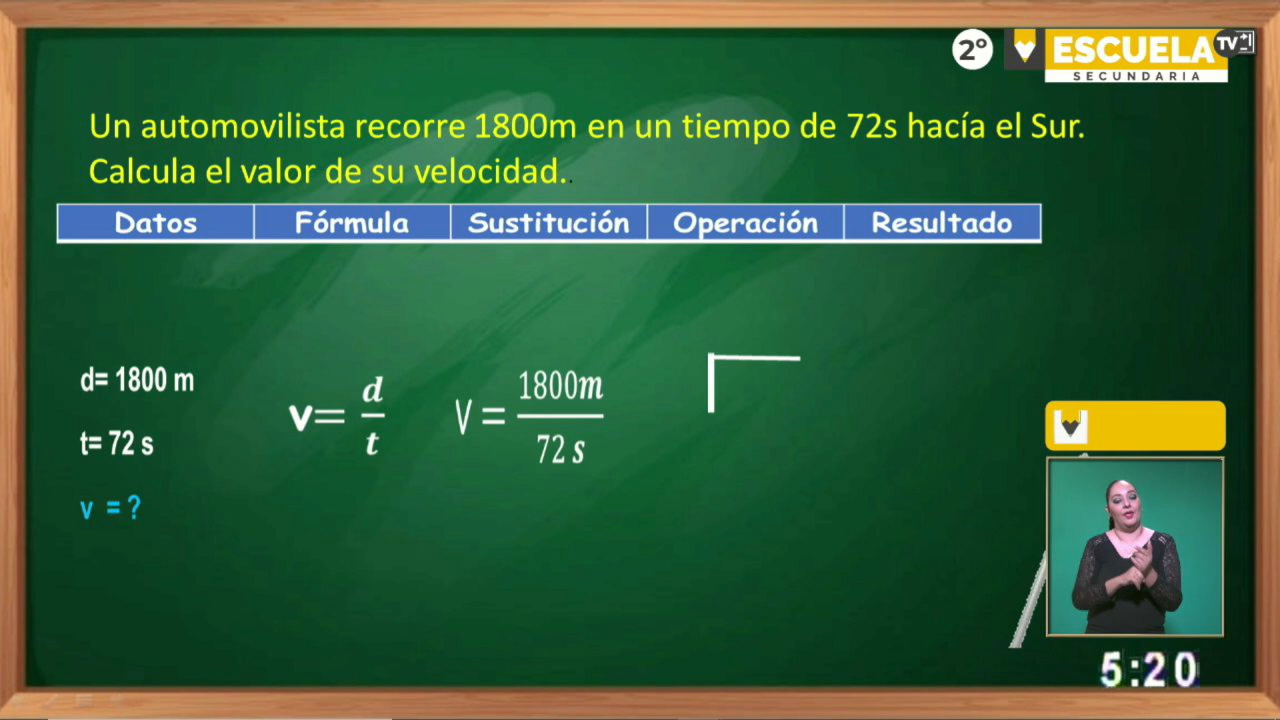 2° ESCUELA TV
SECUNDARIA
Un automovilista recorre 1800m en un tiempo de 72s hacía el Sur.
Calcula el valor de su velocidad..
Datos Fórmula Sustitución Operación Resultado
d= 1800 m
t= 72 s
v = ?
v= d/t
V = 1800m/72 s
5:20